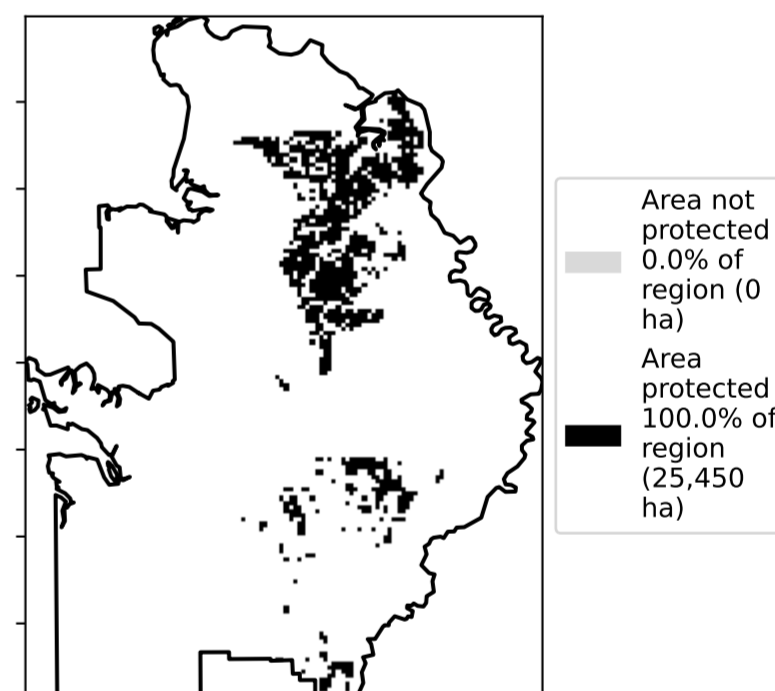 Area not
protected
0.0% of
region (0
ha)
Area
protected
100.0% of
region
(25,450
ha)